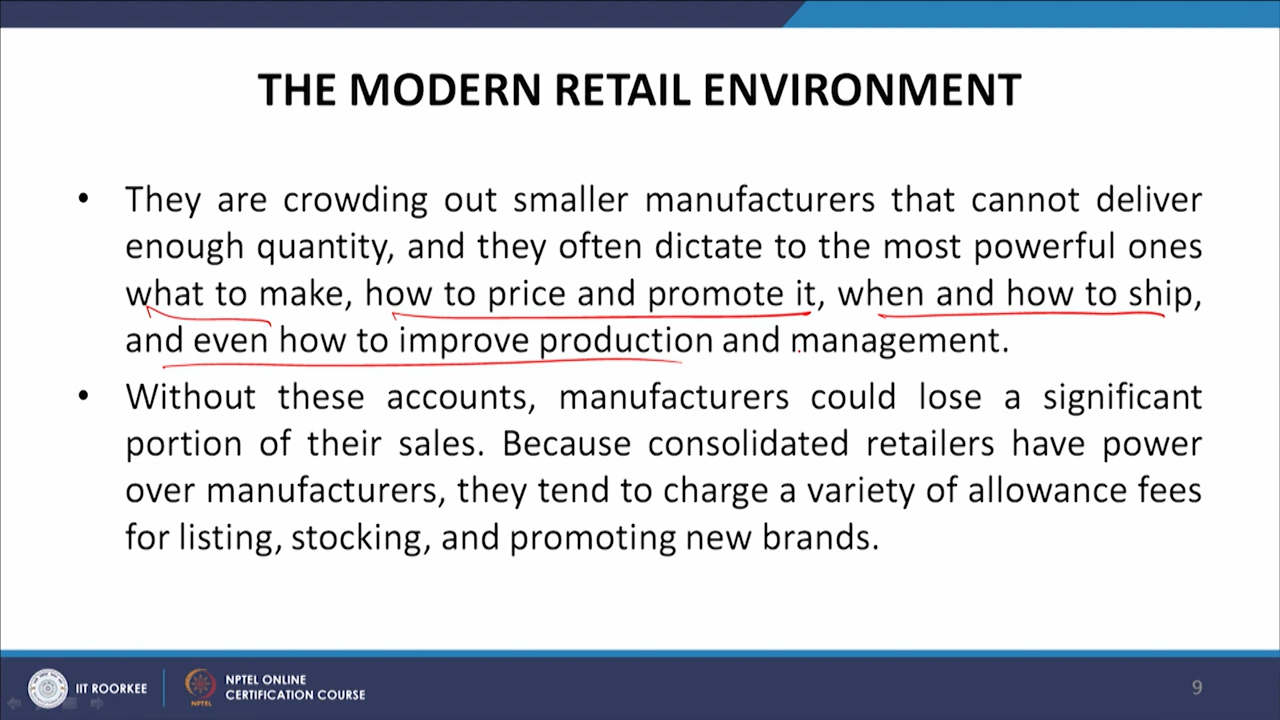 THE MODERN RETAIL ENVIRONMENT
• They are crowding out smaller manufacturers that cannot deliver
enough quantity, and they often dictate to the most powerful ones
what to make, how to price and promote it, when and how to ship,
and even how to improve production and management.
• Without these accounts, manufacturers could lose a significant
portion of their sales. Because consolidated retailers have power
over manufacturers, they tend to charge a variety of allowance fees
for listing, stocking, and promoting new brands.
IIT ROORKEE
NPTEL
NPTEL ONLINE
CERTIFICATION COURSE
9